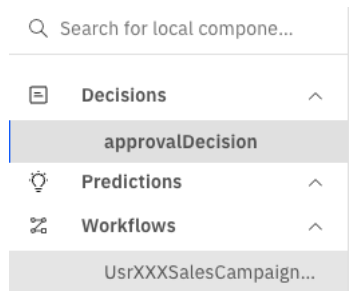 Search for local compone...
Decisions
approvalDecision
Predictions
Workflows
UsrXXXSalesCampaign...